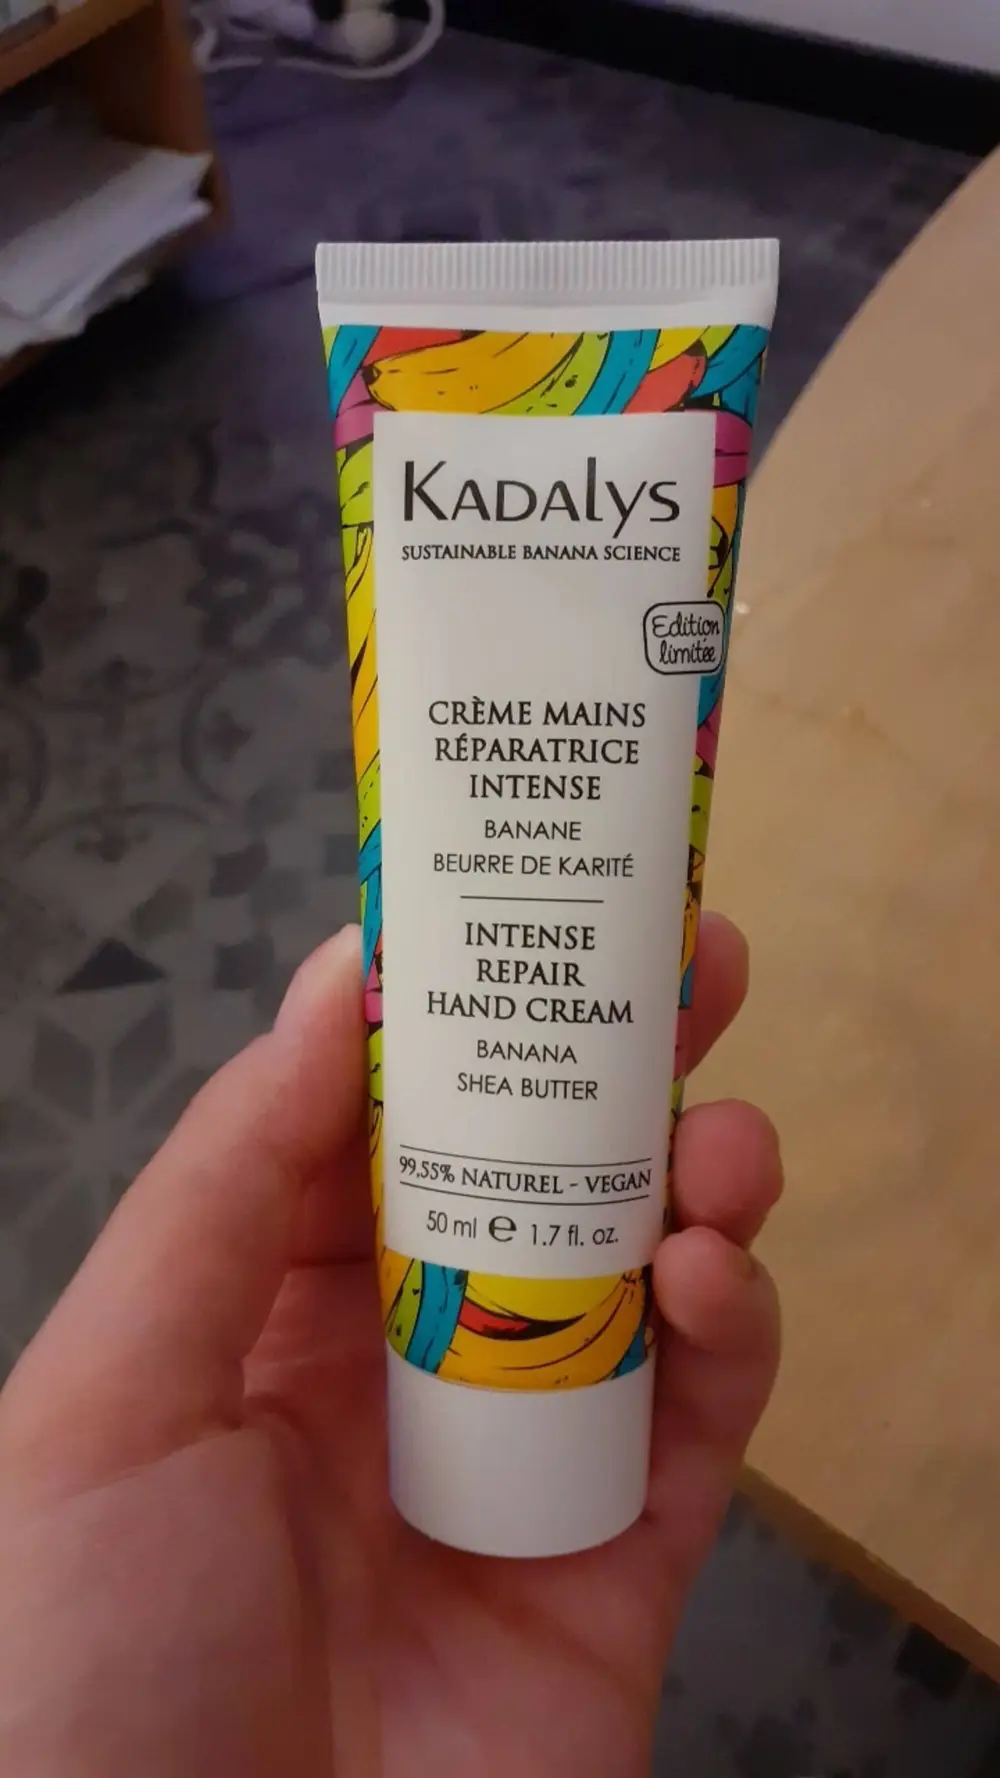 KADALYS
SUSTAINABLE BANANA SCIENCE
Edition
limitée
CRÈME MAINS
RÉPARATRICE
INTENSE
BANANE
BEURRE DE KARITÉ
INTENSE
REPAIR
HAND CREAM
BANANA
SHEA BUTTER
99,55% NATUREL - VEGAN
50 ml e 1.7 fl. oz.